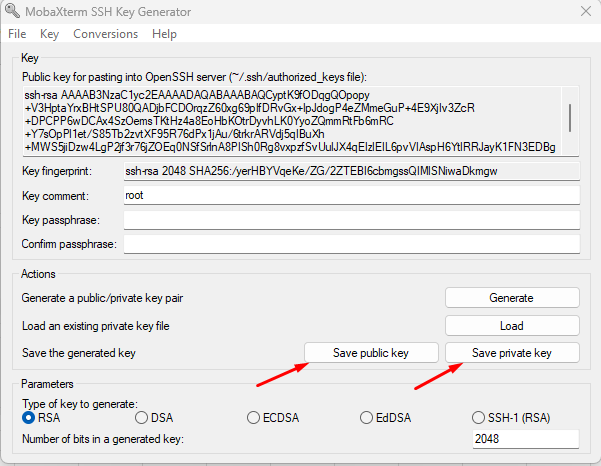 MobaXterm SSH Key Generator
File Key Conversions Help
Key
Public key for pasting into OpenSSH server (~/.ssh/authorized_keys file):
ssh-rsa AAAAB3NzaC1yc2EAAAADAQABAAABAQCyptK9fODqgQOpopy
+V3HptaYrxBHtSPU80QADjbFCDOrqzZ60xg69plfDRvGx+lpJdogP4eZMmeGuP+4E9XjIv3ZcR
+DPCPP6wDCAx4SzOemsTKtHz4a8EoHbKOtrDyvhLK0YyoZQmmRtFb6mRC
+Y7sOpPl1et/S85Tb2zvtXF95R76dPx1jAu/6trkrARVdj5qIBuXh
+MWS5jiDzw4LgP2jf3r76jZOEq0NSfSrlnA8PISh0Rg8vxpzfSvUulJX4qEIzIEIL6pvVIAspH6YtlRRJayK1FN3EDBg
Key fingerprint: ssh-rsa 2048 SHA256:/yerHBYVqeKe/ZG/2ZTEBI6cbmgssQIMISNiwaDkmgw
Key comment: root
Key passphrase:
Confirm passphrase:
Actions
Generate a public/private key pair Generate
Load an existing private key file Load
Save the generated key Save public key Save private key
Parameters
Type of key to generate:
RSA DSA ECDSA EdDSA SSH-1 (RSA)
Number of bits in a generated key: 2048